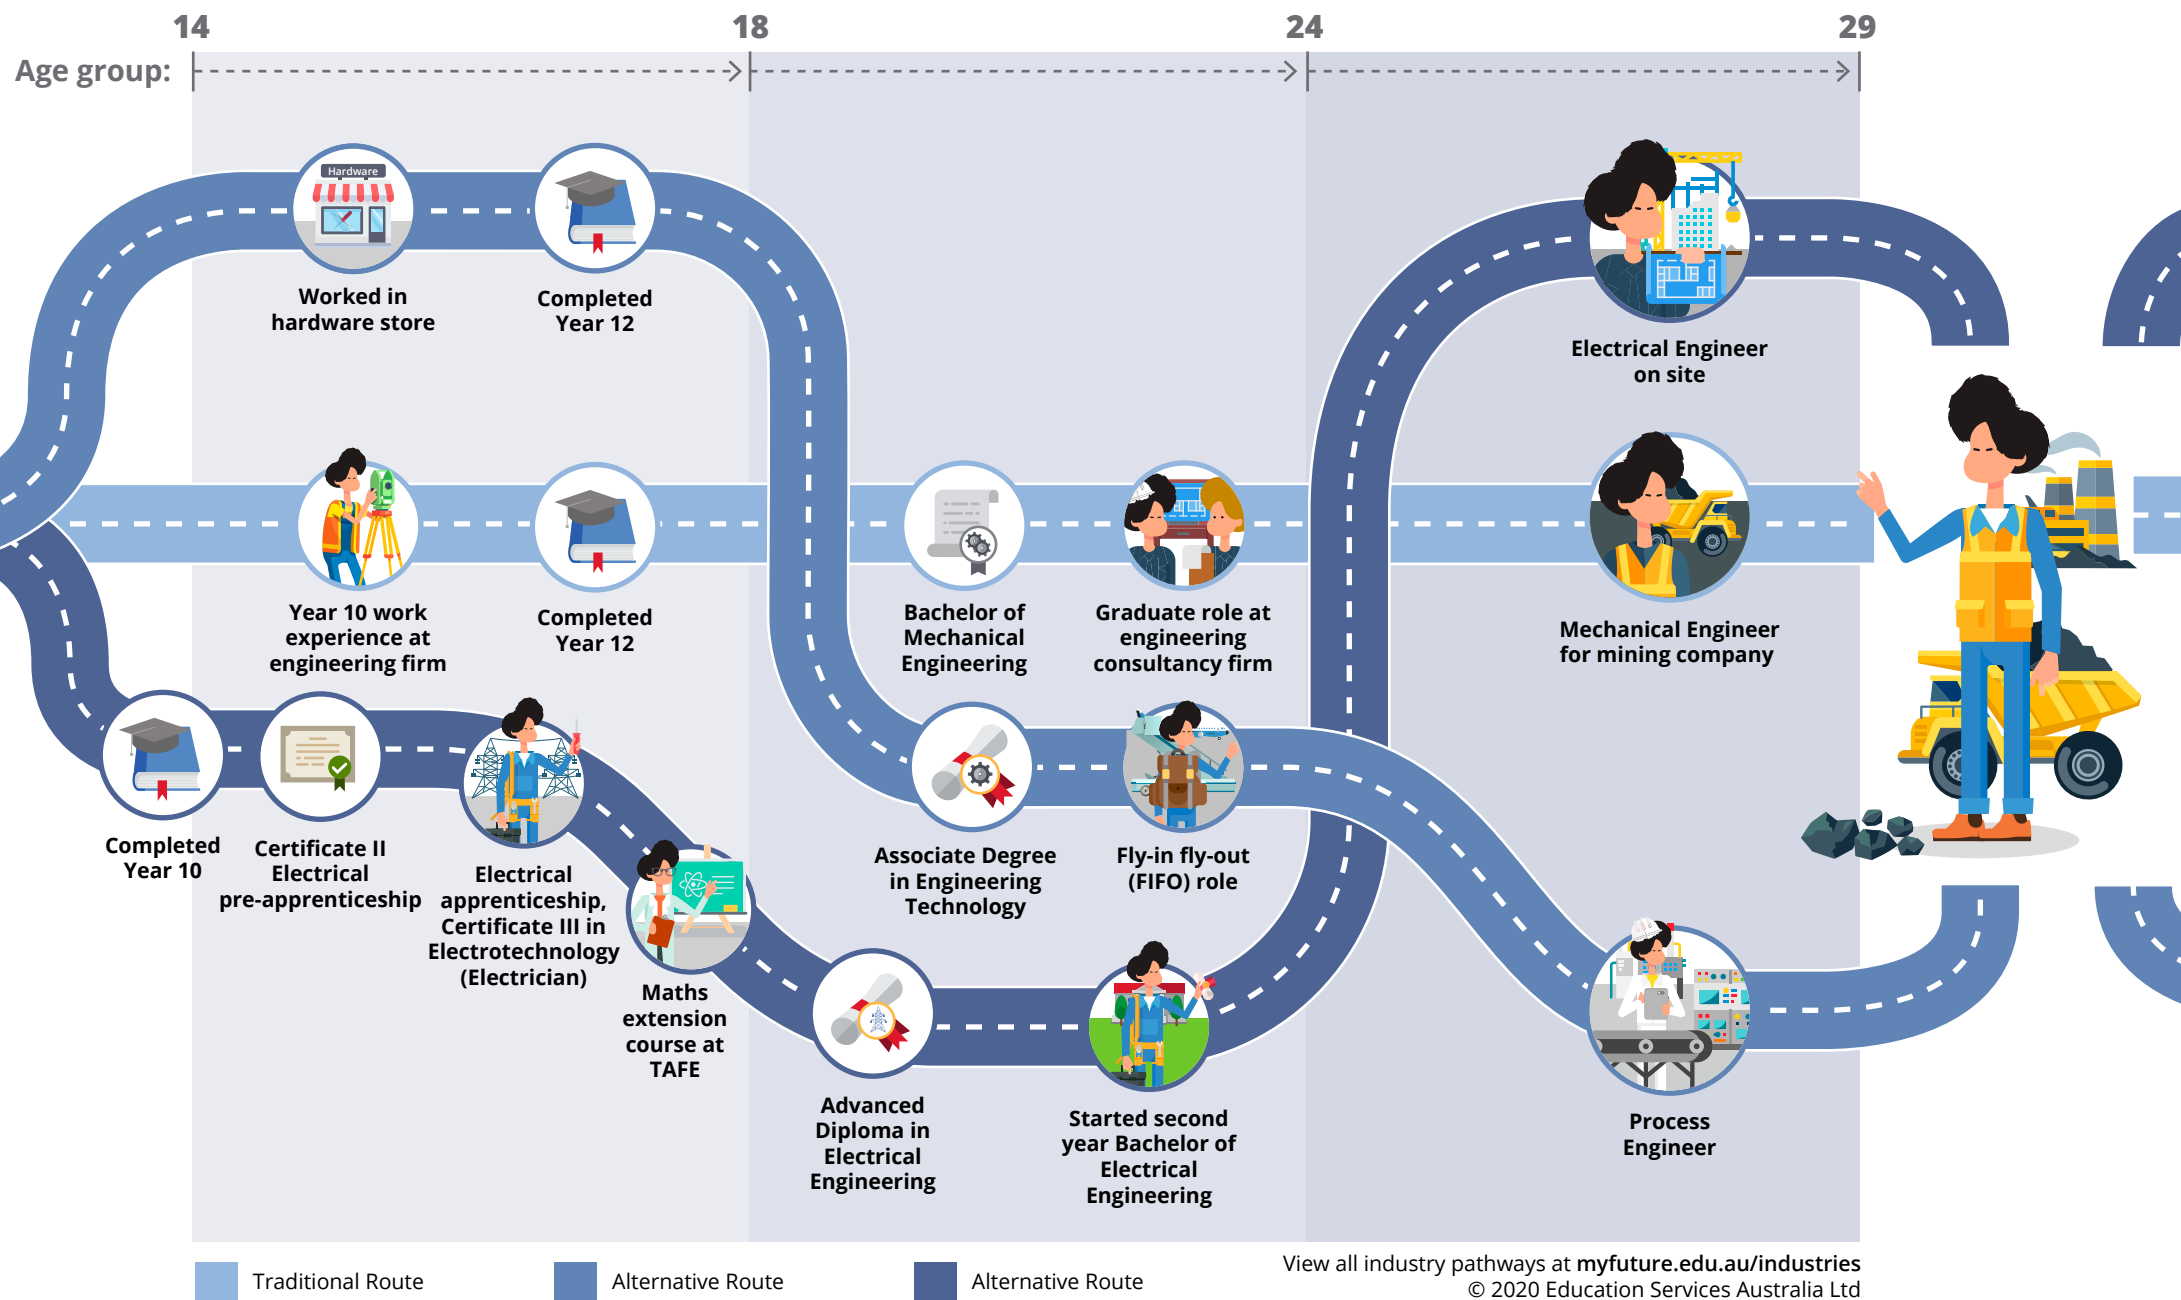 14
18
24
29
Age group:
Hardware
Worked in
hardware store
Completed
Year 12
Electrical Engineer
on site
Year 10 work
experience at
engineering firm
Completed
Year 12
Bachelor of
Mechanical
Engineering
Graduate role at
engineering
consultancy firm
Mechanical Engineer
for mining company
Completed
Year 10
Certificate II
Electrical
pre-apprenticeship
Electrical
apprenticeship,
Certificate III in
Electrotechnology
(Electrician)
Maths
extension
course at
TAFE
Associate Degree
in Engineering
Technology
Fly-in fly-out
(FIFO) role
Advanced
Diploma in
Electrical
Engineering
Started second
year Bachelor of
Electrical
Engineering
Process
Engineer
Traditional Route
Alternative Route
Alternative Route
View all industry pathways at myfuture.edu.au/industries
© 2020 Education Services Australia Ltd